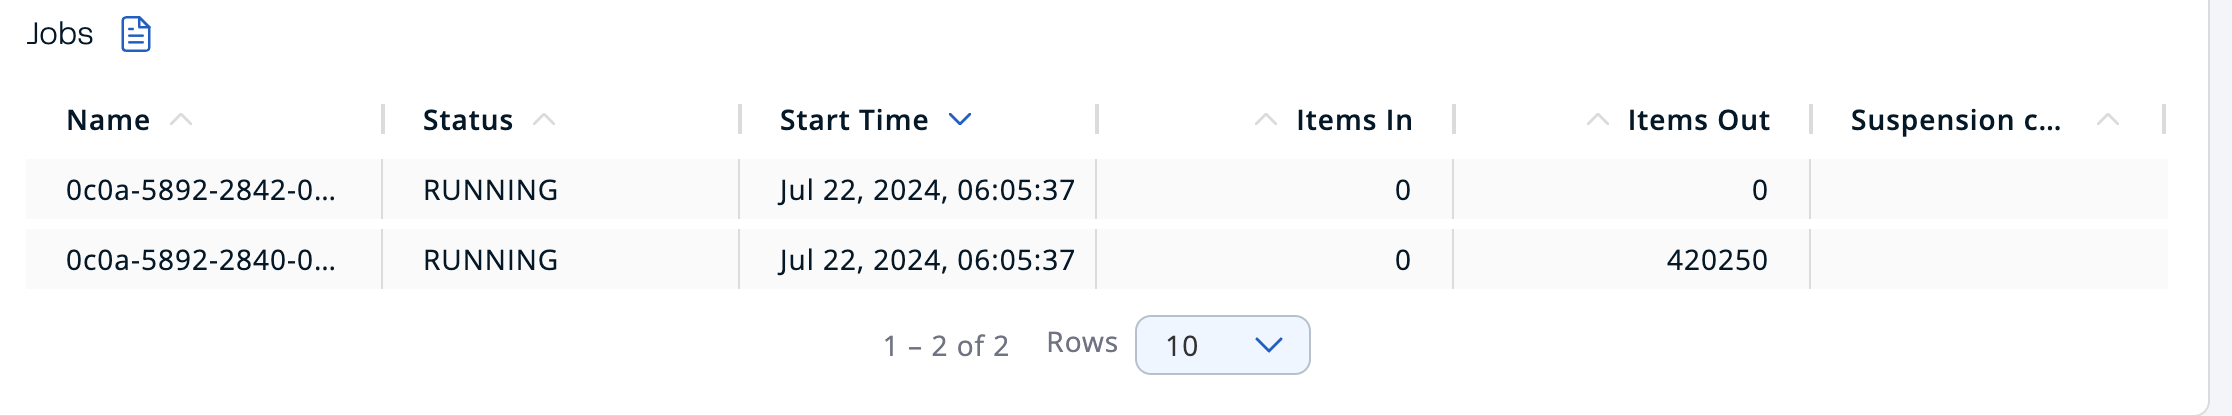 Jobs
Name Status Start Time Items In Items Out Suspension c...
0c0a-5892-2842-0... RUNNING Jul 22, 2024, 06:05:37 0 0
0c0a-5892-2840-0... RUNNING Jul 22, 2024, 06:05:37 0 420250
1 – 2 of 2 Rows 10